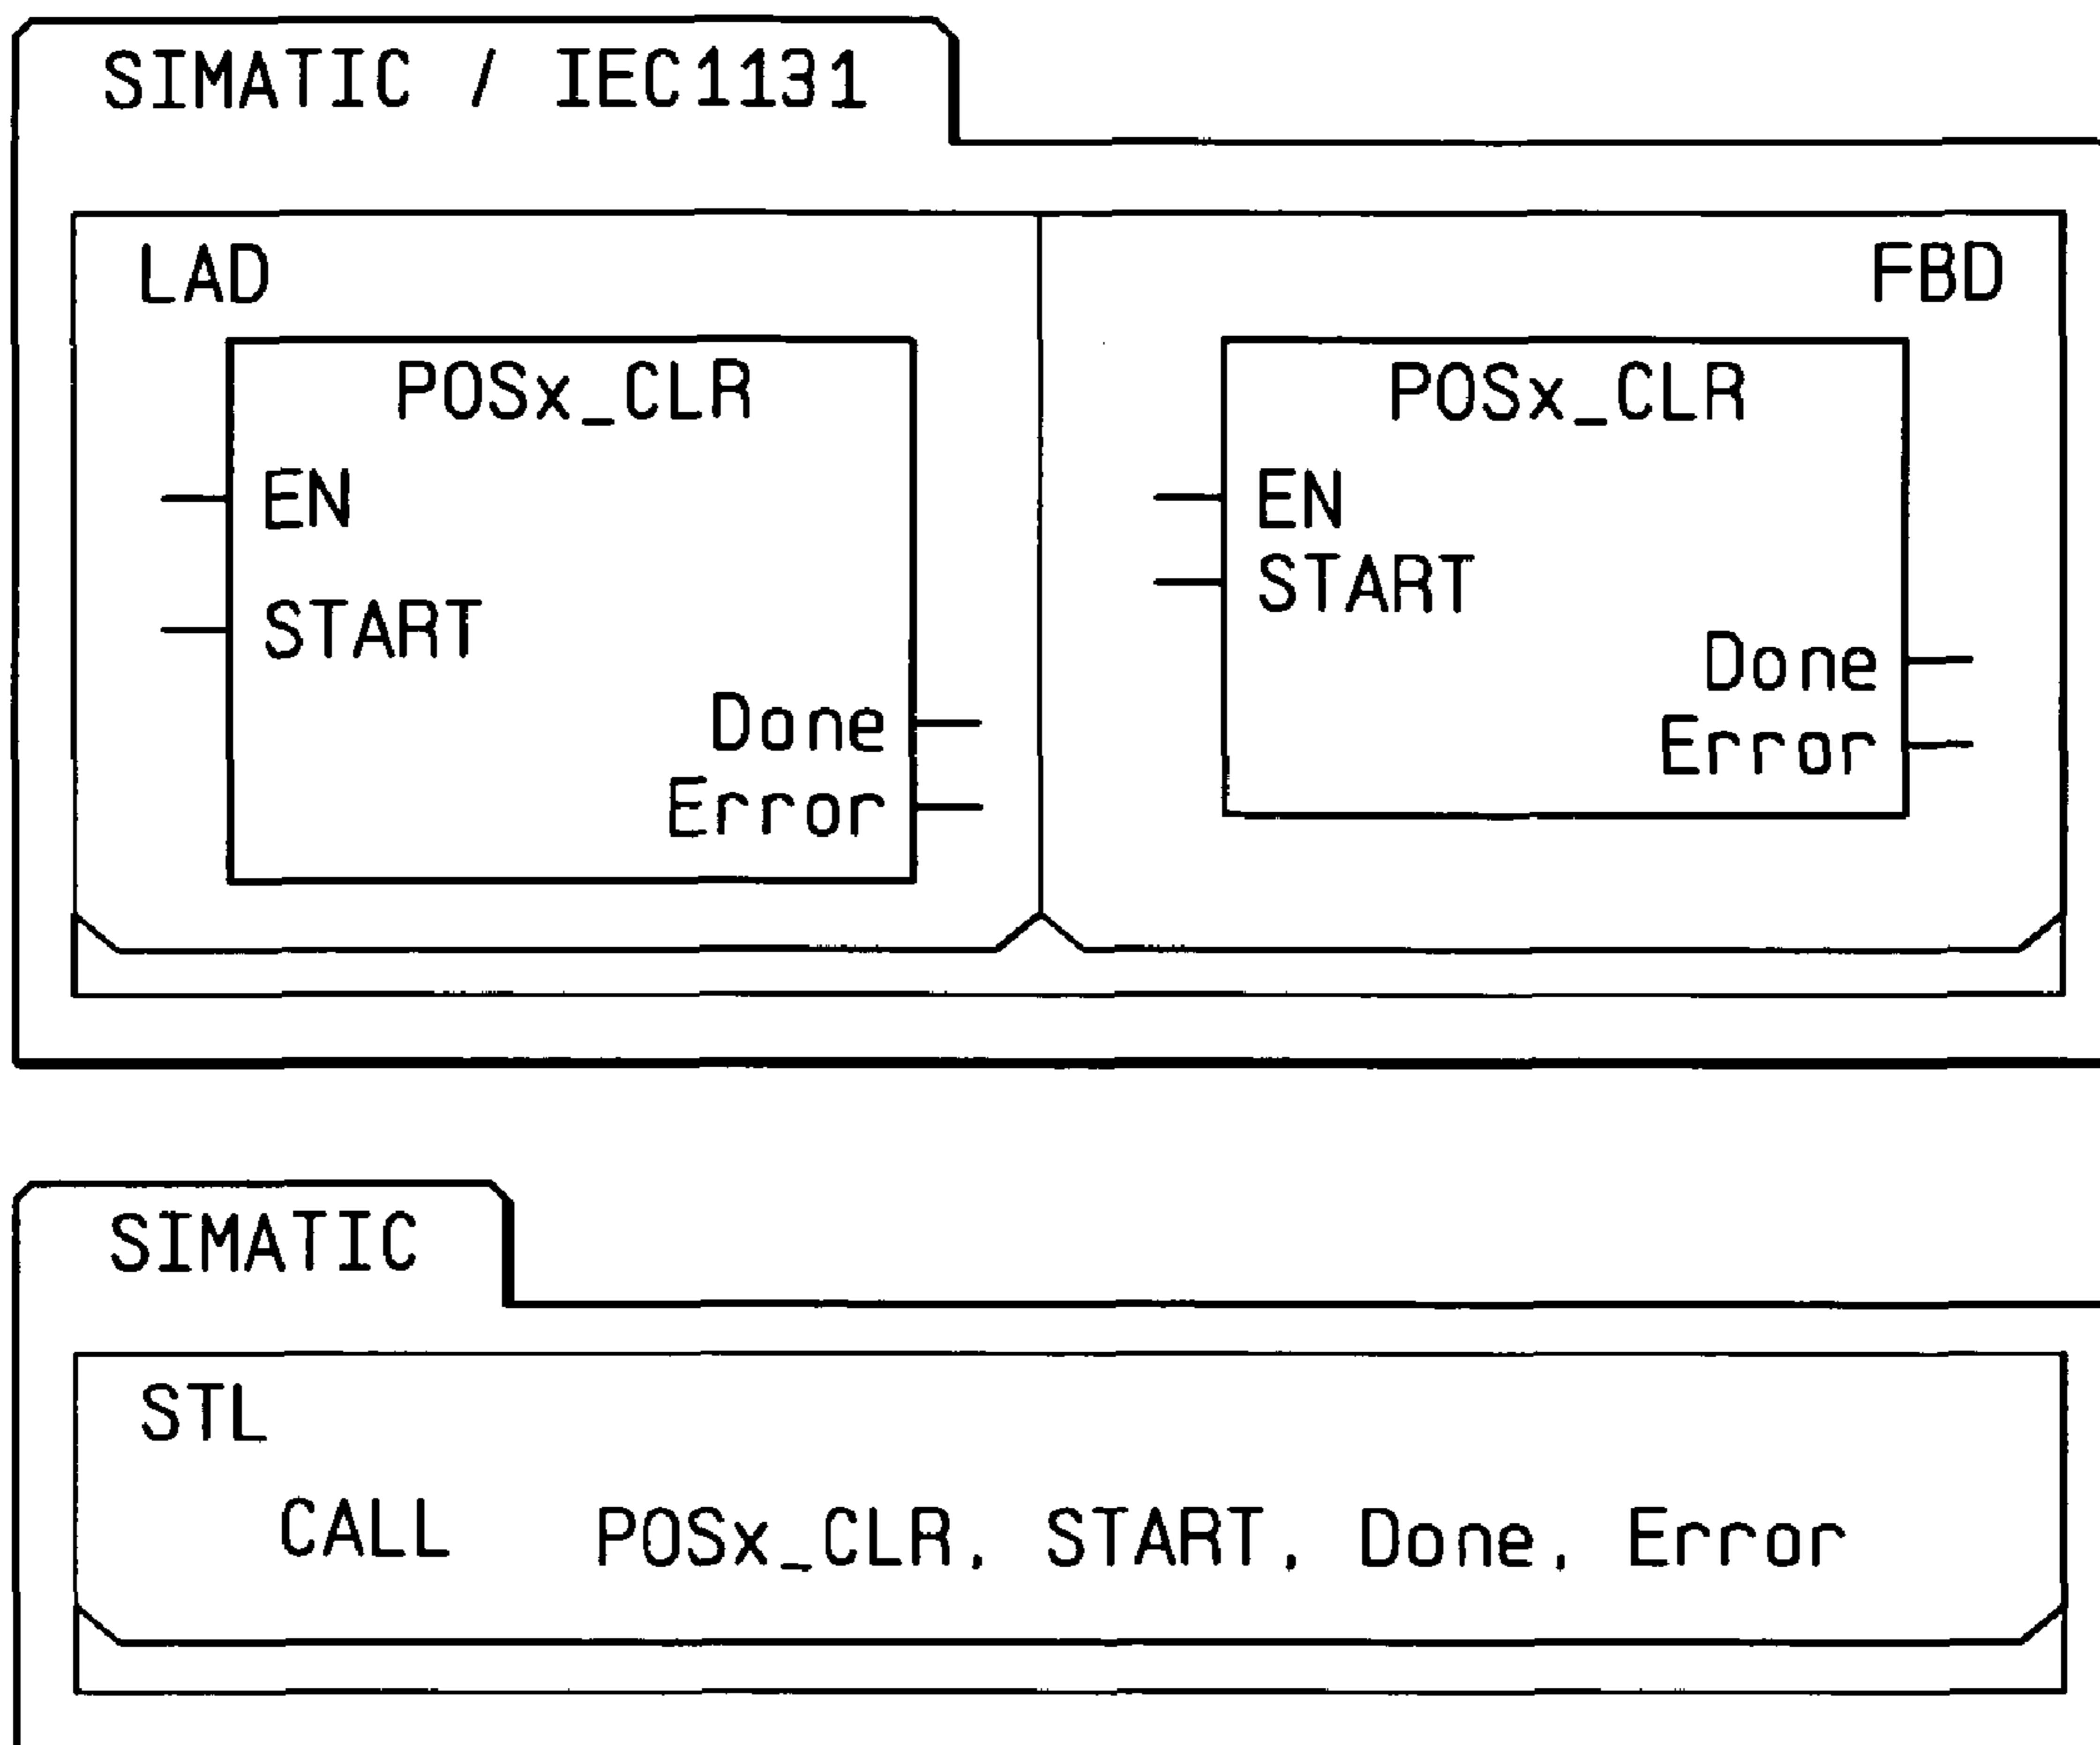 SIMATIC / IEC1131
LAD
POSx_CLR
EN
START
Done
Error
FBD
POSx_CLR
EN
START
Done
Error
SIMATIC
STL
CALL POSx_CLR, START, Done, Error